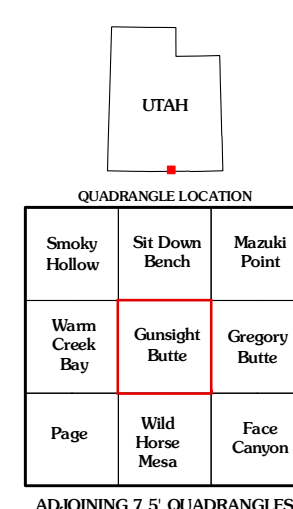 UTAH
QUADRANGLE LOCATION
Smoky Hollow
Sit Down Bench
Mazuki Point
Warm Creek Bay
Gunsight Butte
Gregory Butte
Page
Wild Horse Mesa
Face Canyon
ADJOINING 7.5' QUADRANGLES